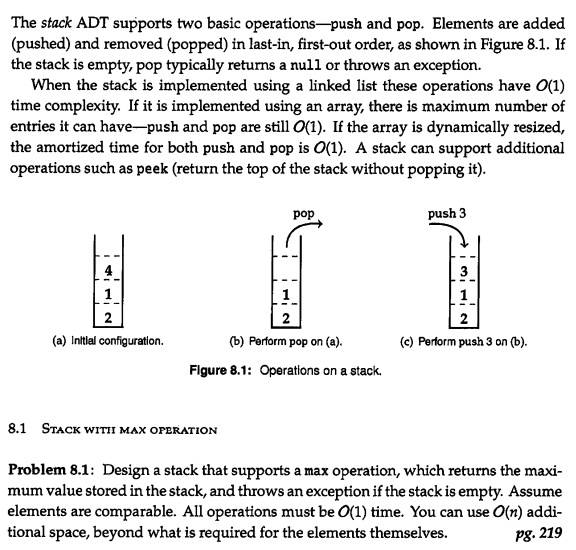 The stack ADT supports two basic operations—push and pop. Elements are added
(pushed) and removed (popped) in last-in, first-out order, as shown in Figure 8.1. If
the stack is empty, pop typically returns a null or throws an exception.
When the stack is implemented using a linked list these operations have O(1)
time complexity. If it is implemented using an array, there is maximum number of
entries it can have—push and pop are still O(1). If the array is dynamically resized,
the amortized time for both push and pop is O(1). A stack can support additional
operations such as peek (return the top of the stack without popping it).
pop
push 3
4
1
2
1
2
3
1
2
(a) Initial configuration.
(b) Perform pop on (a).
(c) Perform push 3 on (b).
Figure 8.1: Operations on a stack.
8.1 STACK WITH MAX OPERATION
Problem 8.1: Design a stack that supports a max operation, which returns the maxi-
mum value stored in the stack, and throws an exception if the stack is empty. Assume
elements are comparable. All operations must be O(1) time. You can use O(n) addi-
tional space, beyond what is required for the elements themselves. pg. 219